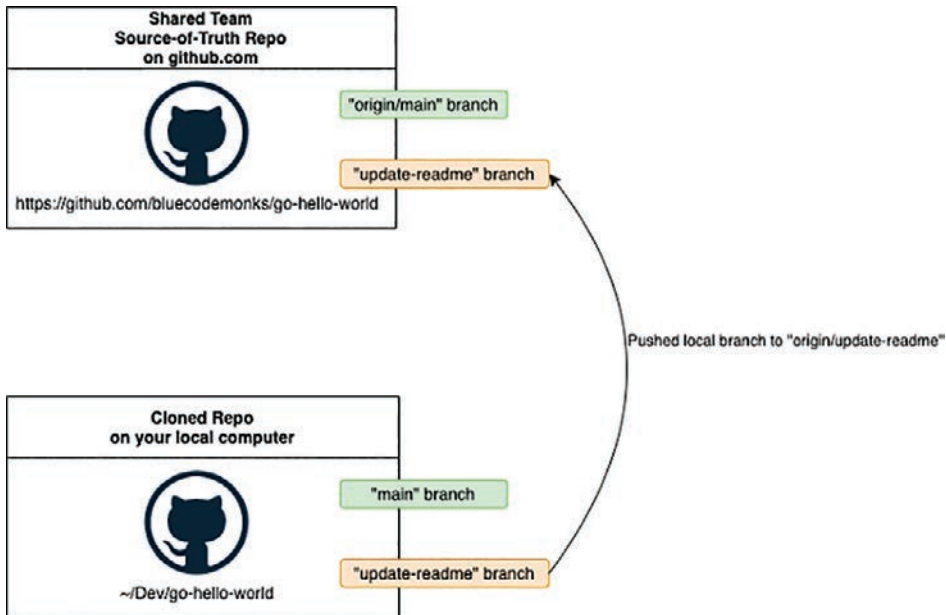 Shared Team
Source-of-Truth Repo
on github.com
"origin/main" branch
"update-readme" branch
https://github.com/bluecodemonks/go-hello-world
Pushed local branch to "origin/update-readme"
Cloned Repo
on your local computer
"main" branch
"update-readme" branch
~/Dev/go-hello-world